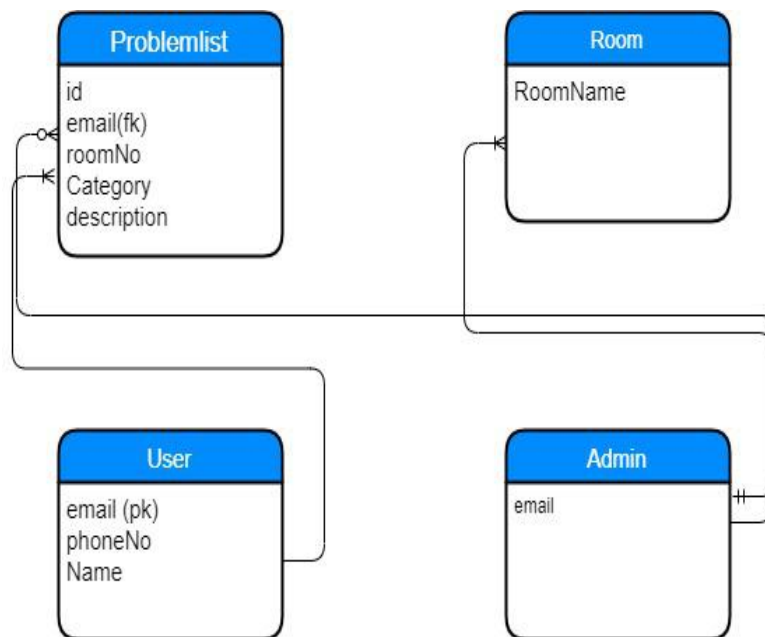 Problemlist
id
email(fk)
roomNo
Category
description
Room
RoomName
User
email (pk)
phoneNo
Name
Admin
email